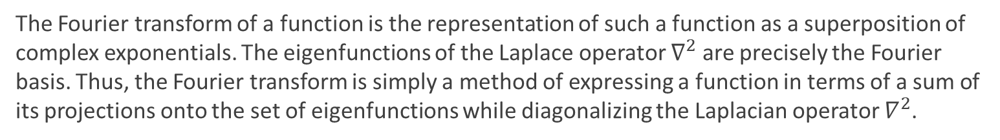 The Fourier transform of a function is the representation of such a function as a superposition of
complex exponentials. The eigenfunctions of the Laplace operator ∇² are precisely the Fourier
basis. Thus, the Fourier transform is simply a method of expressing a function in terms of a sum of
its projections onto the set of eigenfunctions while diagonalizing the Laplacian operator ∇².